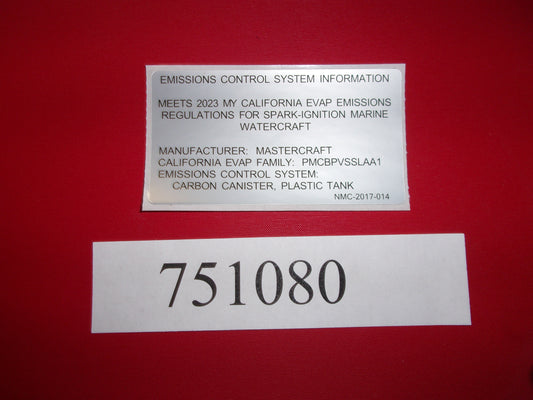 EMISSIONS CONTROL SYSTEM INFORMATION
MEETS 2023 MY CALIFORNIA EVAP EMISSIONS
REGULATIONS FOR SPARK-IGNITION MARINE
WATERCRAFT
MANUFACTURER: MASTERCRAFT
CALIFORNIA EVAP FAMILY: PMCBPVSSLAA1
EMISSIONS CONTROL SYSTEM:
CARBON CANISTER, PLASTIC TANK
NMC-2017-014
751080